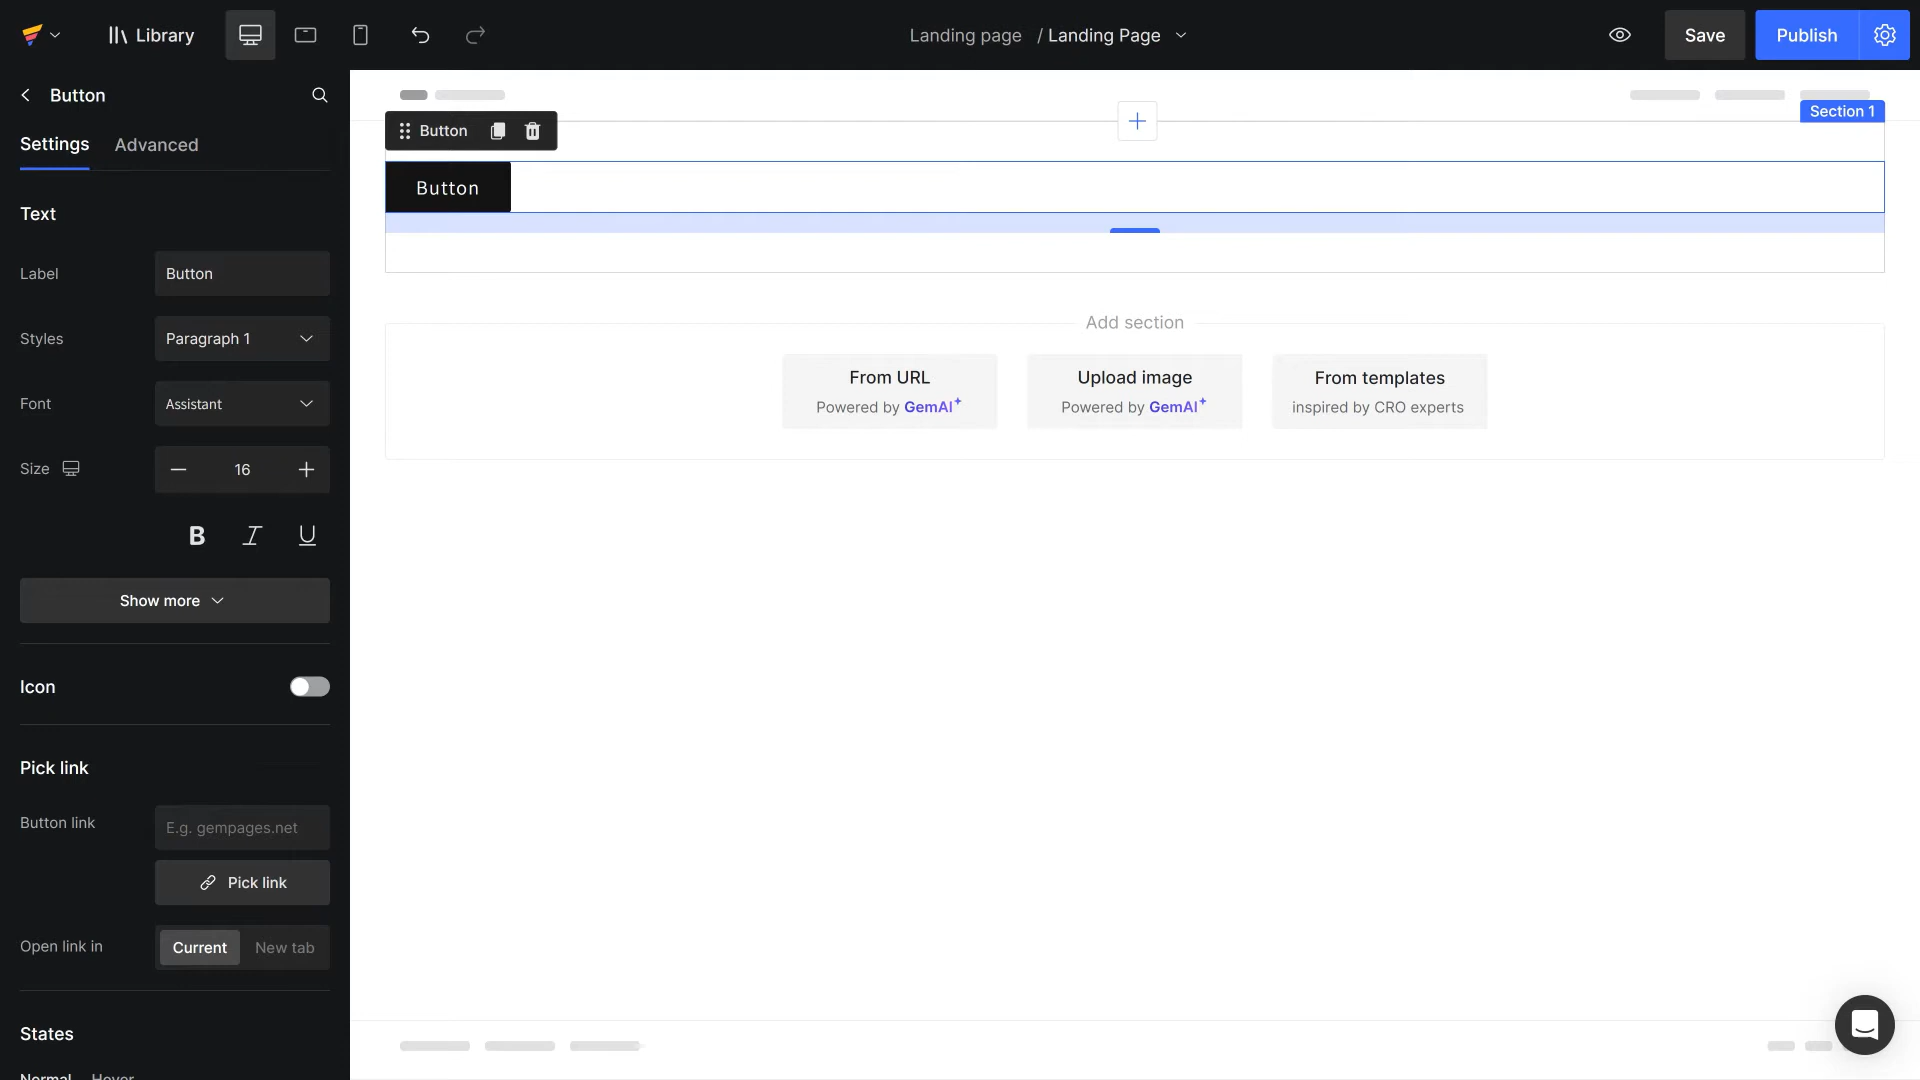 Library
Landing page / Landing Page
Save
Publish
Button
Settings
Advanced
Text
Label
Button
Styles
Paragraph 1
Font
Assistant
Size
16
B I U
Show more
Icon
Pick link
Button link
E.g. gempages.net
Pick link
Open link in
Current
New tab
States
Normal
Hover
Button
Section 1
Button
Add section
From URL
Powered by GemAI
Upload image
Powered by GemAI
From templates
inspired by CRO experts